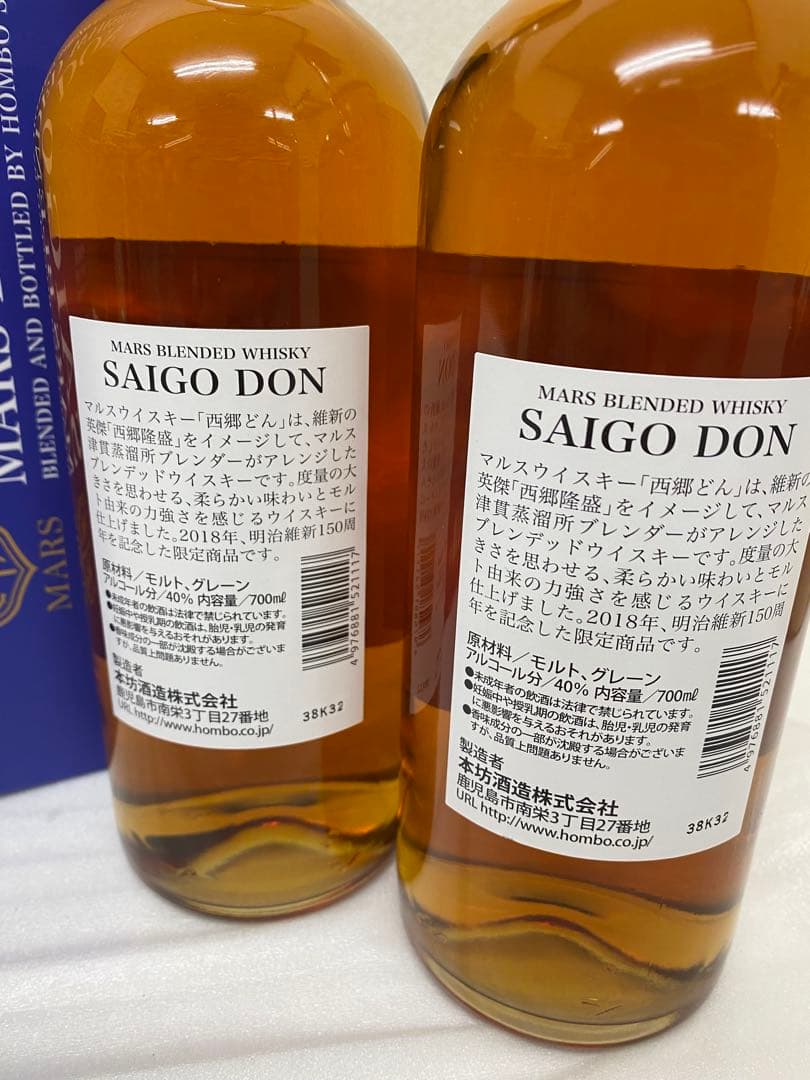 MARS
BLENDED AND BOTTLED BY HOMBO
MARS
MARS BLENDED WHISKY
SAIGO DON
マルスウイスキー「西郷どん」は、維新の
英傑「西郷隆盛」をイメージして、マルス
津貫蒸溜所ブレンダーがアレンジした
ブレンデッドウイスキーです。度量の大
きさを思わせる、柔らかい味わいとモル
ト由来の力強さを感じるウイスキーに
仕上げました。2018年、明治維新150周
年を記念した限定商品です。
原材料／モルト、グレーン
アルコール分／40% 内容量／700㎖
●未成年者の飲酒は法律で禁じられています。
●妊娠中や授乳期の飲酒は、胎児・乳児の発育
に悪影響を与えるおそれがあります。
●香味成分の一部が沈殿する場合がございま
すが、品質上問題ありません。
製造者
本坊酒造株式会社
鹿児島市南栄3丁目27番地
URL http://www.hombo.co.jp/
4 976881 521117
38K32
MARS BLENDED WHISKY
SAIGO DON
マルスウイスキー「西郷どん」は、維新の
英傑「西郷隆盛」をイメージして、マルス
津貫蒸溜所ブレンダーがアレンジした
ブレンデッドウイスキーです。度量の大
きさを思わせる、柔らかい味わいとモル
ト由来の力強さを感じるウイスキーに
仕上げました。2018年、明治維新150周
年を記念した限定商品です。
原材料／モルト、グレーン
アルコール分／40% 内容量／700㎖
●未成年者の飲酒は法律で禁じられています。
●妊娠中や授乳期の飲酒は、胎児・乳児の発育
に悪影響を与えるおそれがあります。
●香味成分の一部が沈殿する場合がございま
すが、品質上問題ありません。
製造者
本坊酒造株式会社
鹿児島市南栄3丁目27番地
URL http://www.hombo.co.jp/
4 976881 521117
38K32